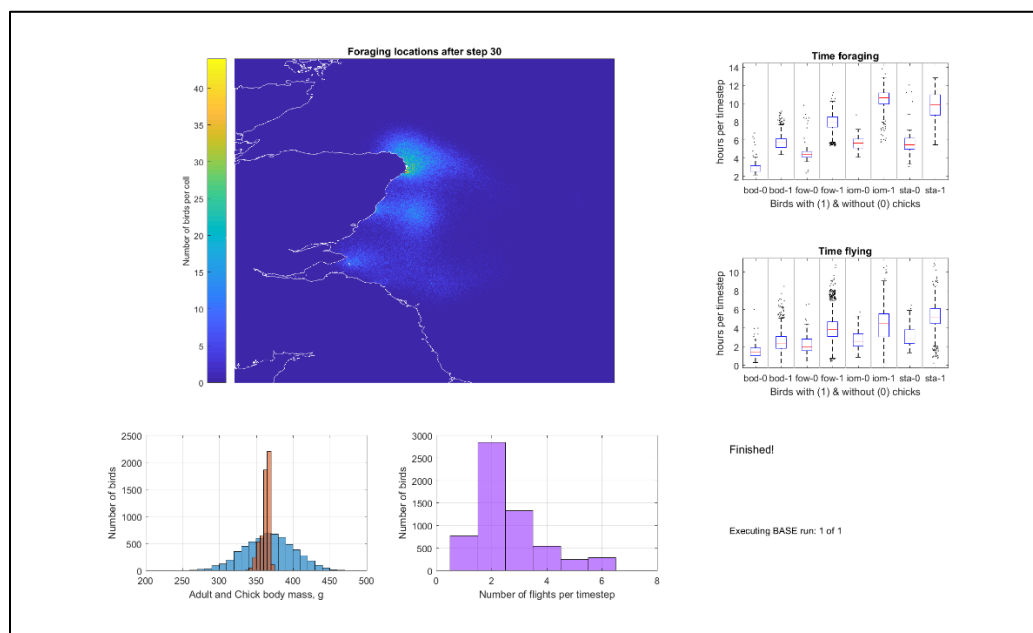 Foraging locations after step 30
Number of birds per cell
40
35
30
25
20
15
10
5
0
Time foraging
hours per timestep
14
12
10
8
6
4
2
bod-0 bod-1 fow-0 fow-1 iom-0 iom-1 sta-0 sta-1
Birds with (1) & without (0) chicks
Time flying
hours per timestep
10
8
6
4
2
0
bod-0 bod-1 fow-0 fow-1 iom-0 iom-1 sta-0 sta-1
Birds with (1) & without (0) chicks
Number of birds
2500
2000
1500
1000
500
0
200 250 300 350 400 450 500
Adult and Chick body mass, g
Number of birds
3000
2500
2000
1500
1000
500
0
0 2 4 6 8
Number of flights per timestep
Finished!
Executing BASE run: 1 of 1